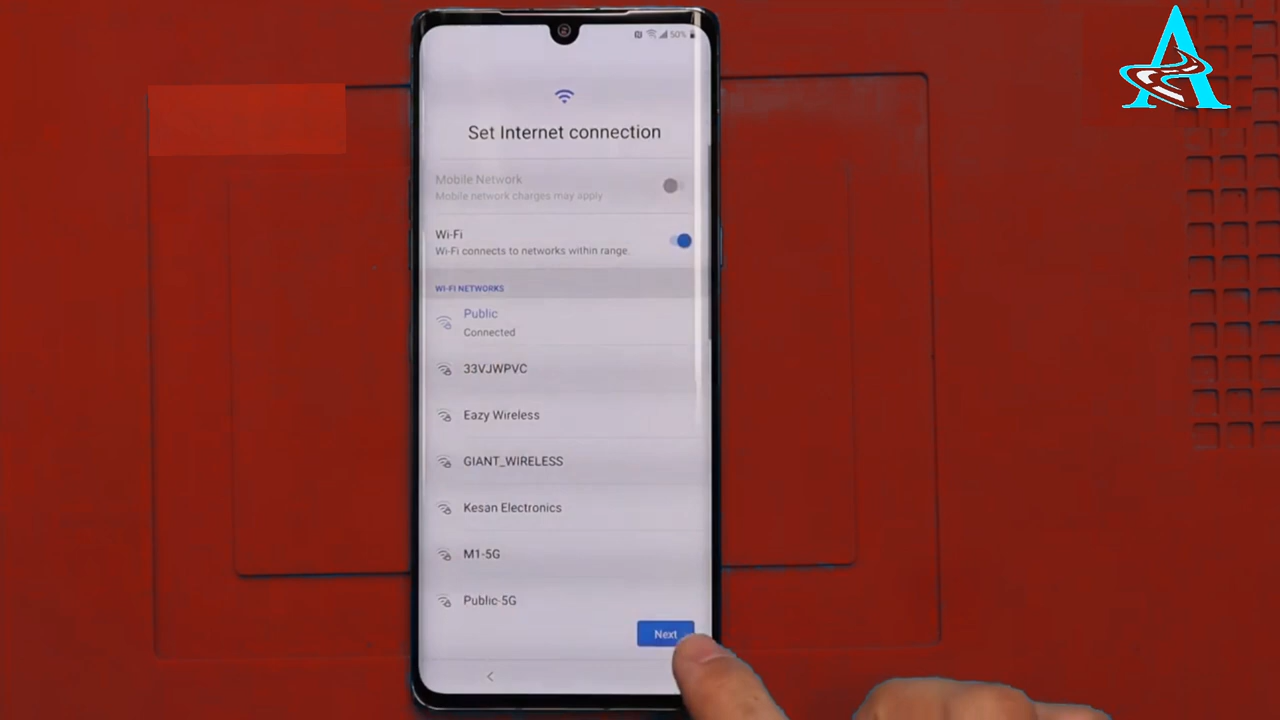 50%
Set Internet connection
Mobile Network
Mobile network charges may apply
Wi-Fi
Wi-Fi connects to networks within range.
WI-FI NETWORKS
Public
Connected
33VJWPVC
Eazy Wireless
GIANT_WIRELESS
Kesan Electronics
M1-5G
Public-5G
Next
A